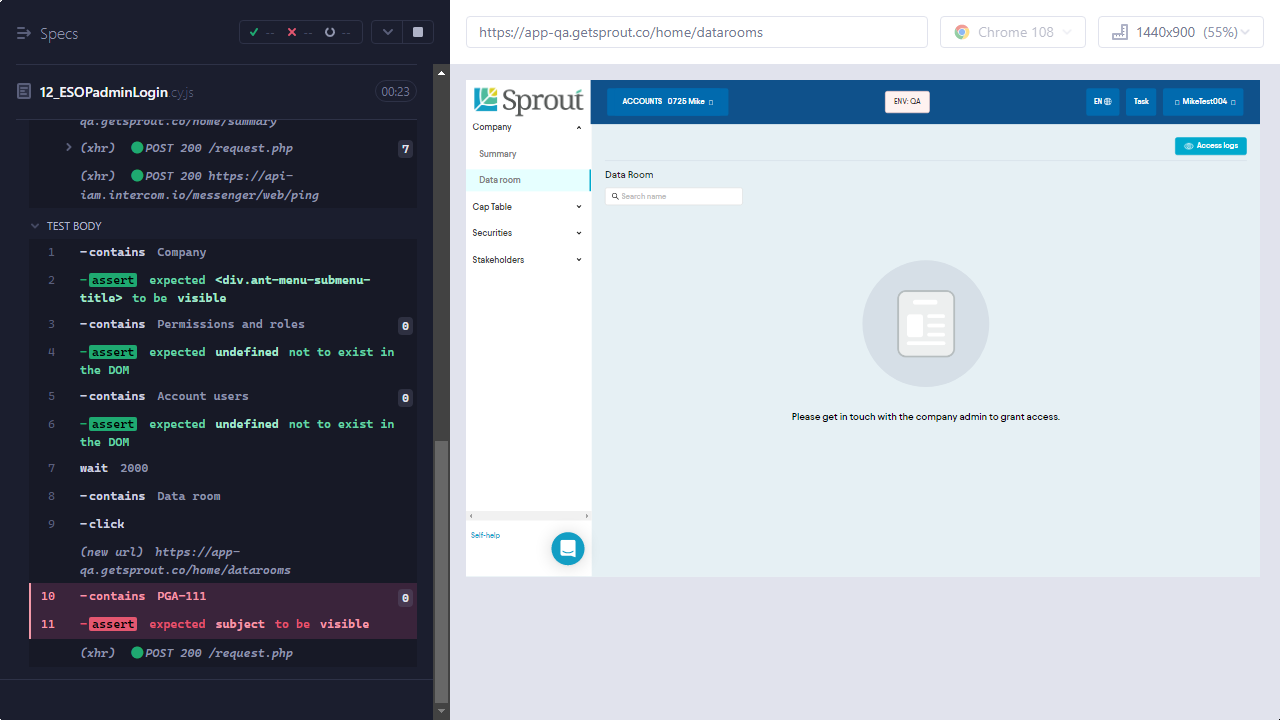 Specs
--
--
--
12_ESOPadminLogin.cy.js
00:23
qa.getsprout.co/home/summary
(xhr) POST 200 /request.php
7
(xhr) POST 200 https://api-
iam.intercom.io/messenger/web/ping
TEST BODY
1 -contains Company
2 -assert expected <div.ant-menu-submenu-
title> to be visible
3 -contains Permissions and roles 0
4 -assert expected undefined not to exist in
the DOM
5 -contains Account users 0
6 -assert expected undefined not to exist in
the DOM
7 wait 2000
8 -contains Data room
9 -click
(new url) https://app-
qa.getsprout.co/home/datarooms
10 -contains PGA-111 0
11 -assert expected subject to be visible
(xhr) POST 200 /request.php
https://app-qa.getsprout.co/home/datarooms
Chrome 108
1440x900 (55%)
Sprout
ACCOUNTS 0725 Mike
ENV: QA
EN
Task
MikeTest004
Company
Summary
Data room
Cap Table
Securities
Stakeholders
Self-help
Access logs
Data Room
Search name
Please get in touch with the company admin to grant access.